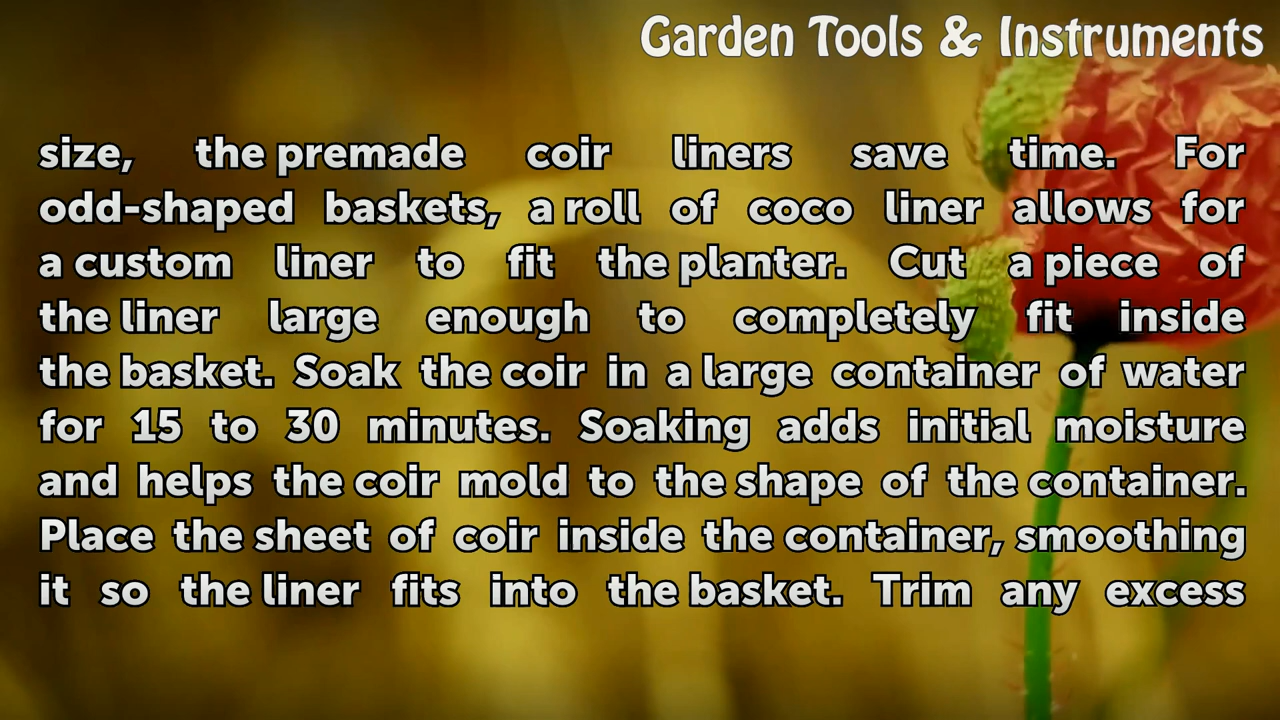 Garden Tools & Instruments
size, the premade coir liners save time. For
odd-shaped baskets, a roll of coco liner allows for
a custom liner to fit the planter. Cut a piece of
the liner large enough to completely fit inside
the basket. Soak the coir in a large container of water
for 15 to 30 minutes. Soaking adds initial moisture
and helps the coir mold to the shape of the container.
Place the sheet of coir inside the container, smoothing
it so the liner fits into the basket. Trim any excess